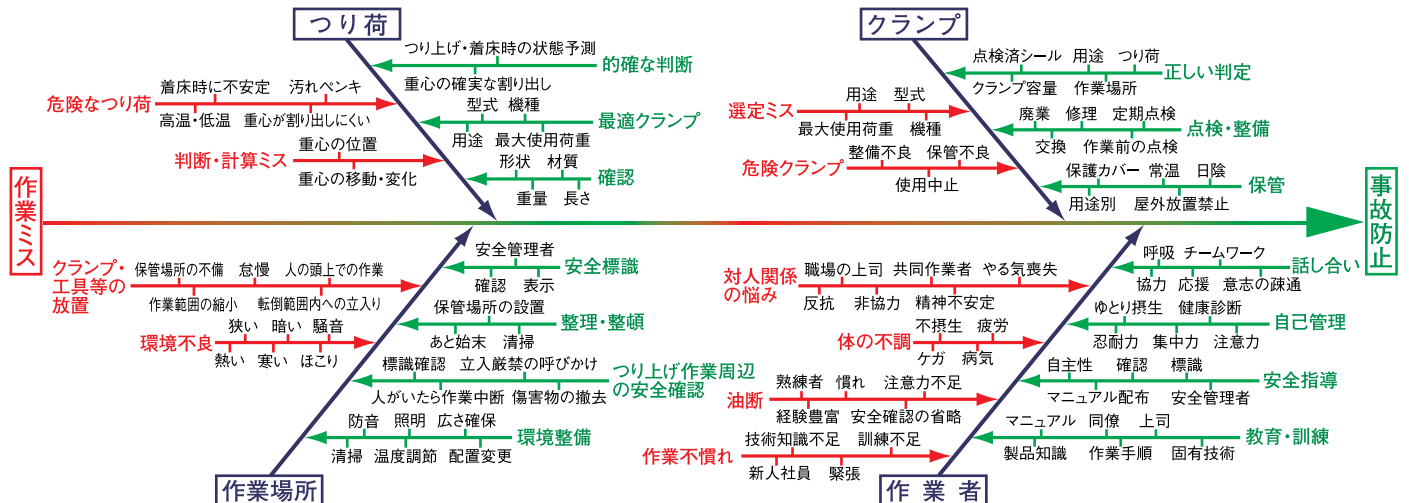 つり荷
つり上げ・着床時の状態予測
的確な判断
重心の確実な割り出し
着床時に不安定 汚れペンキ
危険なつり荷
高温・低温 重心が割り出しにくい
型式 機種
最適クランプ
用途 最大使用荷重
重心の位置
判断・計算ミス
重心の移動・変化
形状 材質
確認
重量 長さ
クランプ
点検済シール 用途 つり荷
正しい判定
クランプ容量 作業場所
用途 型式
選定ミス
最大使用荷重 機種
廃業 修理 定期点検
点検・整備
交換 作業前の点検
整備不良 保管不良
危険クランプ
使用中止
保護カバー 常温 日陰
保管
用途別 屋外放置禁止
作業ミス
事故防止
安全管理者
安全標識
確認 表示
保管場所の不備 怠慢 人の頭上での作業
クランプ・
工具等の
放置
作業範囲の縮小 転倒範囲内への立入り
保管場所の設置
整理・整頓
あと始末 清掃
狭い 暗い 騒音
環境不良
熱い 寒い ほこり
標識確認 立入厳禁の呼びかけ
つり上げ作業周辺
の安全確認
人がいたら作業中断 傷害物の撤去
防音 照明 広さ確保
環境整備
清掃 温度調節 配置変更
作業場所
呼吸 チームワーク
話し合い
協力 応援 意志の疎通
職場の上司 共同作業者 やる気喪失
対人関係
の悩み
反抗 非協力 精神不安定
ゆとり摂生 健康診断
自己管理
忍耐力 集中力 注意力
不摂生 疲労
体の不調
ケガ 病気
自主性 確認 標識
安全指導
マニュアル配布 安全管理者
熟練者 慣れ 注意力不足
油断
経験豊富 安全確認の省略
マニュアル 同僚 上司
教育・訓練
製品知識 作業手順 固有技術
技術知識不足 訓練不足
作業不慣れ
新人社員 緊張
作業者